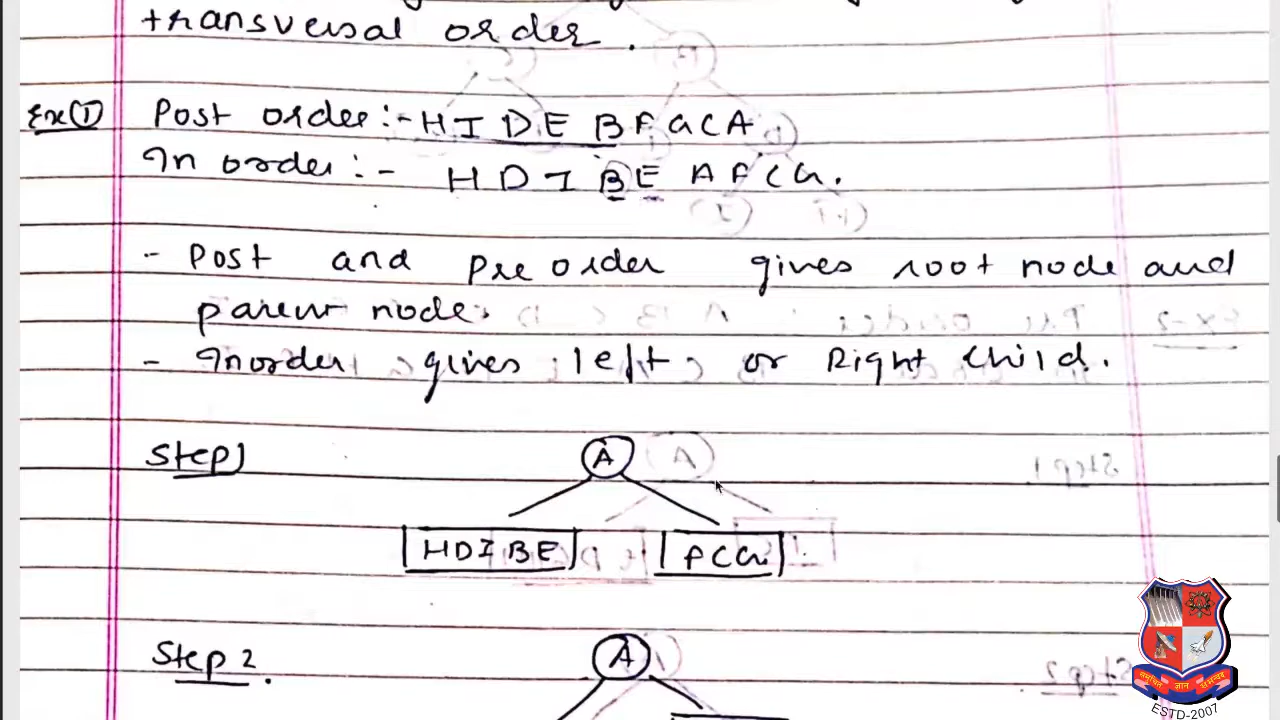 transversal order.
Ex① Post order:- H I D E B F G C A
In order:- H D I B E A F C G.
- Post and Pre order gives root node and
parent node.
- Inorder gives left or Right child.
Step1
A
HDIBE FCG
Step 2.
A
ESTD-2007